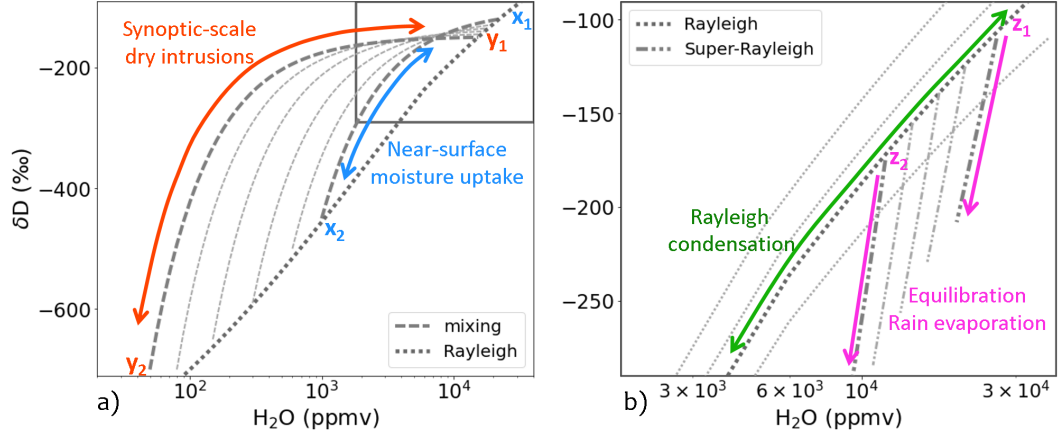 Synoptic-scale
dry intrusions
x1
y1
−200
−400
−600
δD (‰)
Near-surface
moisture uptake
x2
y2
mixing
Rayleigh
10²
10³
10⁴
a)
H₂O (ppmv)
−100
−150
−200
−250
Rayleigh
Super-Rayleigh
z₁
z₂
Rayleigh
condensation
Equilibration
Rain evaporation
3 × 10³
6 × 10³
10⁴
3 × 10⁴
b)
H₂O (ppmv)